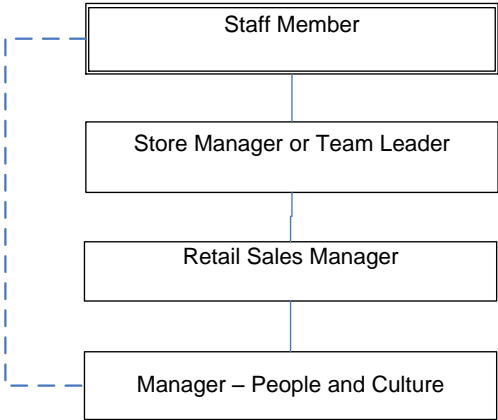 Staff Member
Store Manager or Team Leader
Retail Sales Manager
Manager – People and Culture